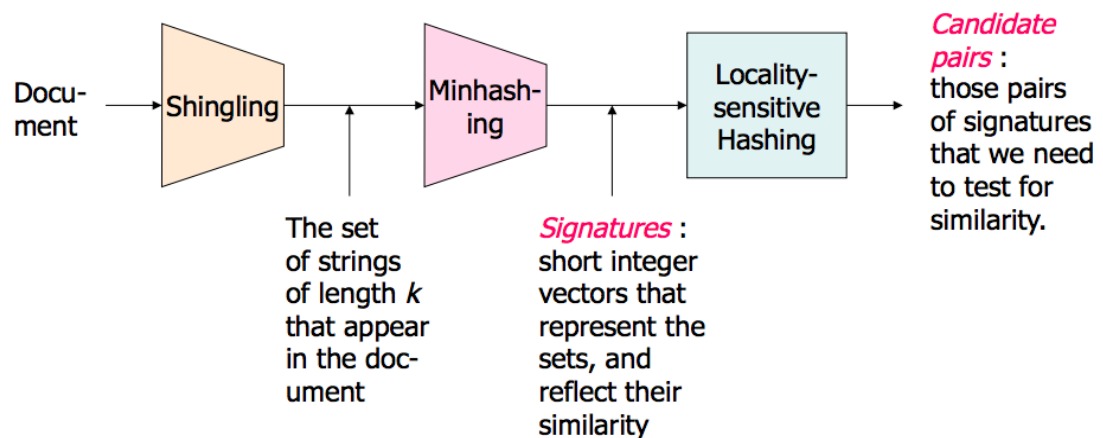 Docu-
ment
Shingling
The set
of strings
of length k
that appear
in the doc-
ument
Minhash-
ing
Signatures :
short integer
vectors that
represent the
sets, and
reflect their
similarity
Locality-
sensitive
Hashing
Candidate
pairs :
those pairs
of signatures
that we need
to test for
similarity.